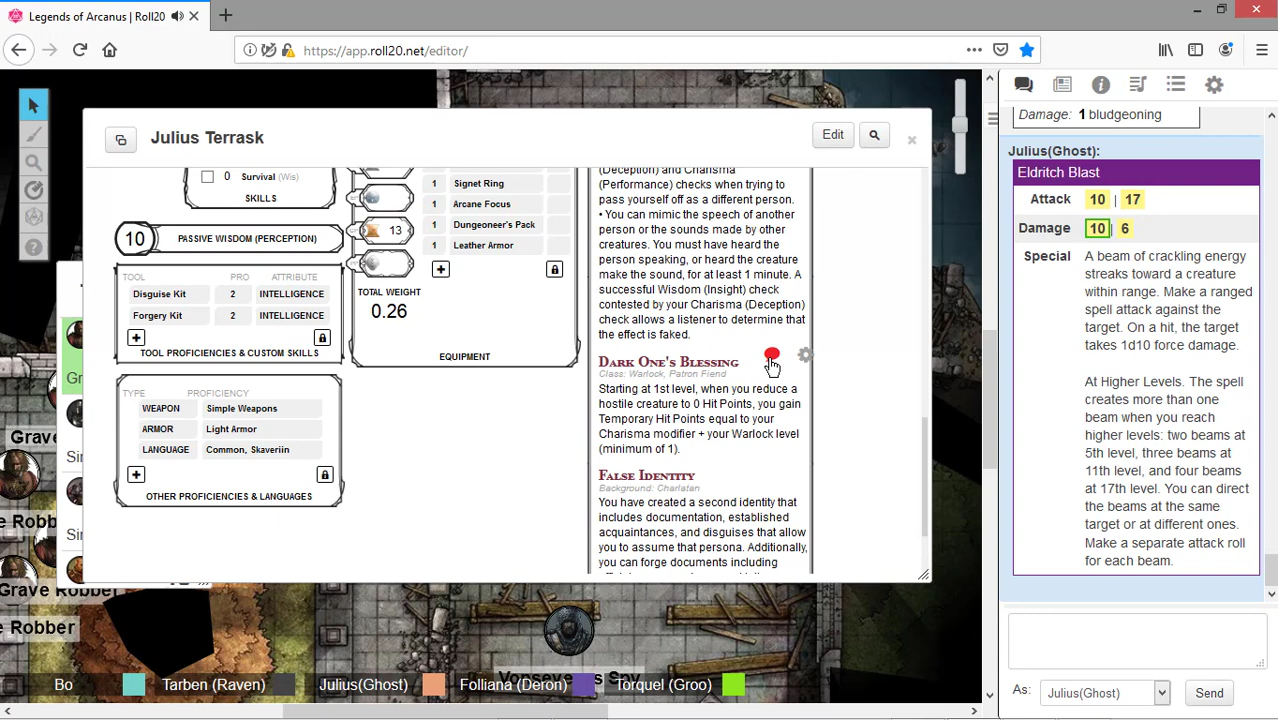 Legends of Arcanus | Roll20
https://app.roll20.net/editor/
Julius Terrask
Edit
0 Survival (Wis)
SKILLS
10 PASSIVE WISDOM (PERCEPTION)
TOOL PRO ATTRIBUTE
Disguise Kit 2 INTELLIGENCE
Forgery Kit 2 INTELLIGENCE
TOOL PROFICIENCIES & CUSTOM SKILLS
TYPE PROFICIENCY
WEAPON Simple Weapons
ARMOR Light Armor
LANGUAGE Common, Skaveriin
OTHER PROFICIENCIES & LANGUAGES
13
TOTAL WEIGHT
0.26
1 Signet Ring
1 Arcane Focus
1 Dungeoneer's Pack
1 Leather Armor
EQUIPMENT
(Deception) and Charisma
(Performance) checks when trying to
pass yourself off as a different person.
• You can mimic the speech of another
person or the sounds made by other
creatures. You must have heard the
person speaking, or heard the creature
make the sound, for at least 1 minute. A
successful Wisdom (Insight) check
contested by your Charisma (Deception)
check allows a listener to determine that
the effect is faked.
Dark One's Blessing
Class: Warlock, Patron Fiend
Starting at 1st level, when you reduce a
hostile creature to 0 Hit Points, you gain
Temporary Hit Points equal to your
Charisma modifier + your Warlock level
(minimum of 1).
False Identity
Background: Charlatan
You have created a second identity that
includes documentation, established
acquaintances, and disguises that allow
you to assume that persona. Additionally,
you can forge documents including
Damage: 1 bludgeoning
Julius(Ghost):
Eldritch Blast
Attack 10 | 17
Damage 10 | 6
Special A beam of crackling energy
streaks toward a creature
within range. Make a ranged
spell attack against the
target. On a hit, the target
takes 1d10 force damage.
At Higher Levels. The spell
creates more than one
beam when you reach
higher levels: two beams at
5th level, three beams at
11th level, and four beams
at 17th level. You can direct
the beams at the same
target or at different ones.
Make a separate attack roll
for each beam.
As: Julius(Ghost) Send
Grave Robber
Robber
Bo
Tarben (Raven)
Julius(Ghost)
Folliana (Deron)
Torquel (Groo)